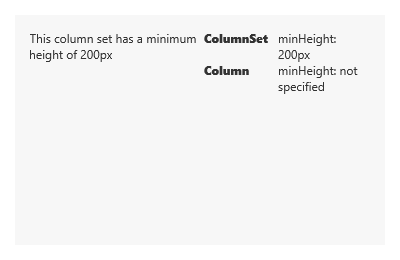 This column set has a minimum
height of 200px
ColumnSet minHeight:
200px
Column minHeight: not
specified